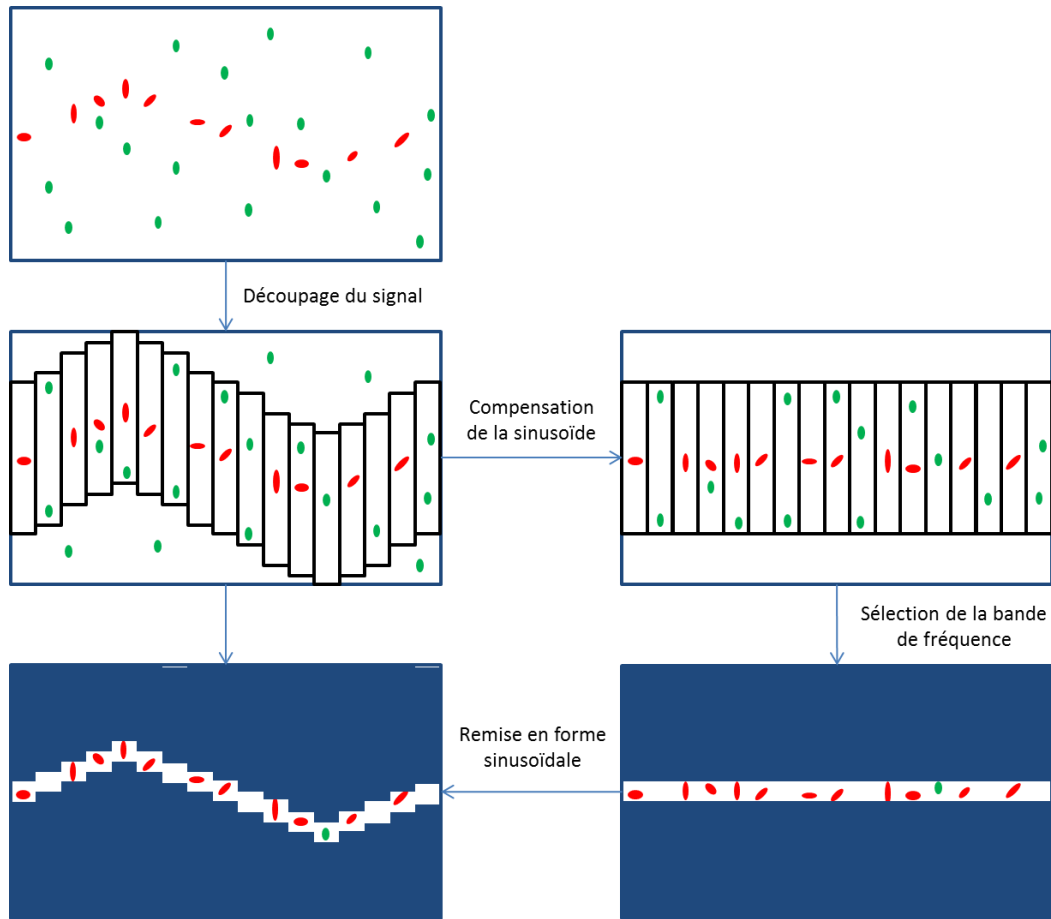 Découpage du signal
Compensation
de la sinusoïde
Sélection de la bande
de fréquence
Remise en forme
sinusoïdale